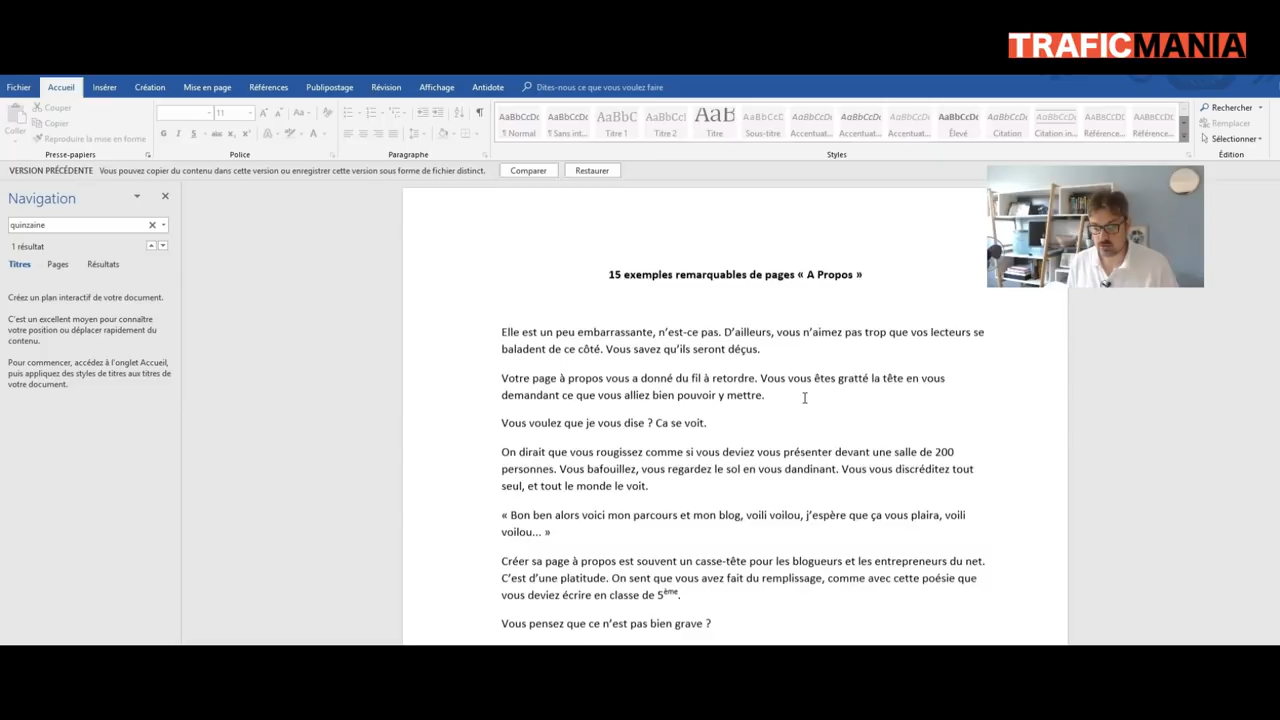 TRAFICMANIA
Fichier Accueil Insérer Création Mise en page Références Publipostage Révision Affichage Antidote Dites-nous ce que vous voulez faire
Coller
Couper
Copier
Reproduire la mise en forme
Presse-papiers
11
G I S abc x₂ x²
Police
Paragraphe
AaBbCcDc AaBbCcDc AaBbC AaBbCcl AaB AaBbCcD AaBbCcDc AaBbCcDc AaBbCcDc AaBbCcDc AaBbCcDc AaBbCcDc AaBbCcDc AaBbCcDc
¶ Normal ¶ Sans int... Titre 1 Titre 2 Titre Sous-titre Accentuat... Accentuat... Accentuat... Élevé Citation Citation in... Référence... Référence...
Styles
Rechercher
Remplacer
Sélectionner
Édition
VERSION PRÉCÉDENTE Vous pouvez copier du contenu dans cette version ou enregistrer cette version sous forme de fichier distinct. Comparer Restaurer
Navigation
quinzaine
1 résultat
Titres Pages Résultats
Créez un plan interactif de votre document.
C'est un excellent moyen pour connaître
votre position ou déplacer rapidement du
contenu.
Pour commencer, accédez à l'onglet Accueil,
puis appliquez des styles de titres aux titres de
votre document.
15 exemples remarquables de pages « A Propos »
Elle est un peu embarrassante, n'est-ce pas. D'ailleurs, vous n'aimez pas trop que vos lecteurs se
baladent de ce côté. Vous savez qu'ils seront déçus.
Votre page à propos vous a donné du fil à retordre. Vous vous êtes gratté la tête en vous
demandant ce que vous alliez bien pouvoir y mettre.
Vous voulez que je vous dise ? Ca se voit.
On dirait que vous rougissez comme si vous deviez vous présenter devant une salle de 200
personnes. Vous bafouillez, vous regardez le sol en vous dandinant. Vous vous discréditez tout
seul, et tout le monde le voit.
« Bon ben alors voici mon parcours et mon blog, voili voilou, j'espère que ça vous plaira, voili
voilou... »
Créer sa page à propos est souvent un casse-tête pour les blogueurs et les entrepreneurs du net.
C'est d'une platitude. On sent que vous avez fait du remplissage, comme avec cette poésie que
vous deviez écrire en classe de 5ème.
Vous pensez que ce n'est pas bien grave ?